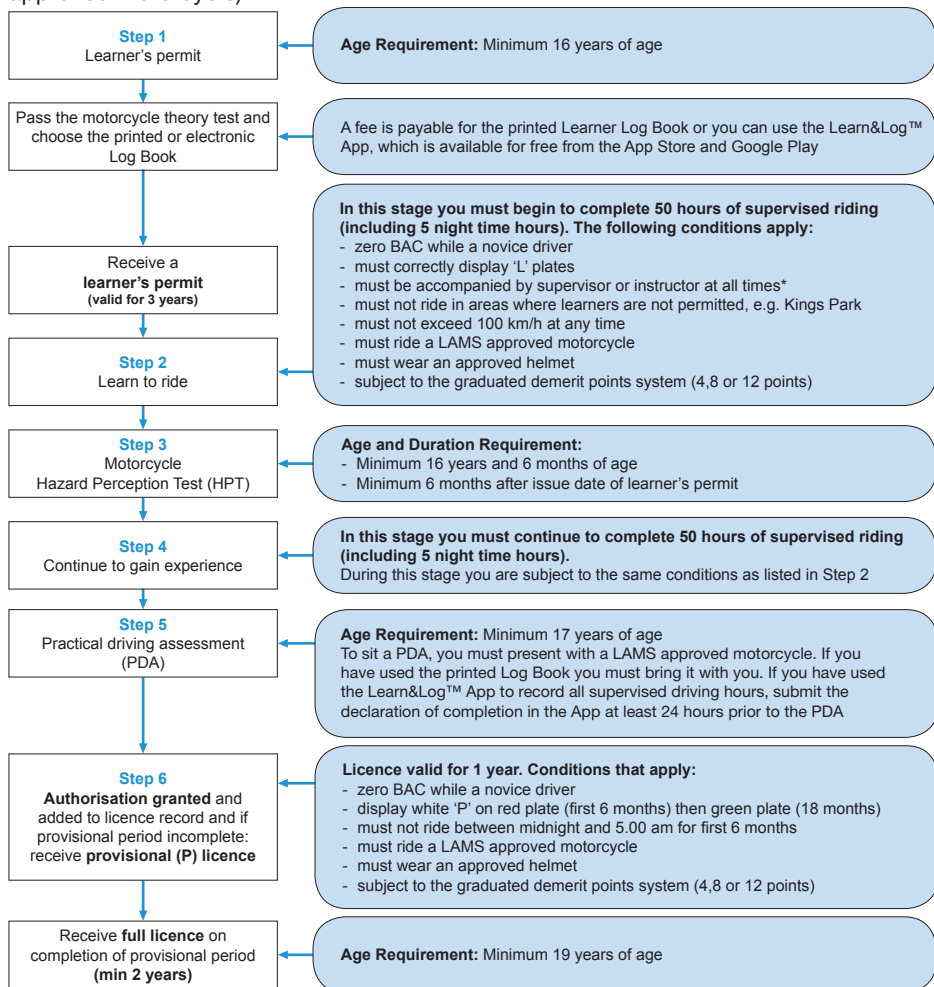 Step 1
Learner's permit
Age Requirement: Minimum 16 years of age
Pass the motorcycle theory test and
choose the printed or electronic
Log Book
A fee is payable for the printed Learner Log Book or you can use the Learn&Log™
App, which is available for free from the App Store and Google Play
Receive a
learner's permit
(valid for 3 years)
Step 2
Learn to ride
In this stage you must begin to complete 50 hours of supervised riding
(including 5 night time hours). The following conditions apply:
- zero BAC while a novice driver
- must correctly display 'L' plates
- must be accompanied by supervisor or instructor at all times*
- must not ride in areas where learners are not permitted, e.g. Kings Park
- must not exceed 100 km/h at any time
- must ride a LAMS approved motorcycle
- must wear an approved helmet
- subject to the graduated demerit points system (4,8 or 12 points)
Step 3
Motorcycle
Hazard Perception Test (HPT)
Age and Duration Requirement:
- Minimum 16 years and 6 months of age
- Minimum 6 months after issue date of learner's permit
Step 4
Continue to gain experience
In this stage you must continue to complete 50 hours of supervised riding
(including 5 night time hours).
During this stage you are subject to the same conditions as listed in Step 2
Step 5
Practical driving assessment
(PDA)
Age Requirement: Minimum 17 years of age
To sit a PDA, you must present with a LAMS approved motorcycle. If you
have used the printed Log Book you must bring it with you. If you have used
the Learn&Log™ App to record all supervised driving hours, submit the
declaration of completion in the App at least 24 hours prior to the PDA
Step 6
Authorisation granted and
added to licence record and if
provisional period incomplete:
receive provisional (P) licence
Licence valid for 1 year. Conditions that apply:
- zero BAC while a novice driver
- display white 'P' on red plate (first 6 months) then green plate (18 months)
- must not ride between midnight and 5.00 am for first 6 months
- must ride a LAMS approved motorcycle
- must wear an approved helmet
- subject to the graduated demerit points system (4,8 or 12 points)
Receive full licence on
completion of provisional period
(min 2 years)
Age Requirement: Minimum 19 years of age